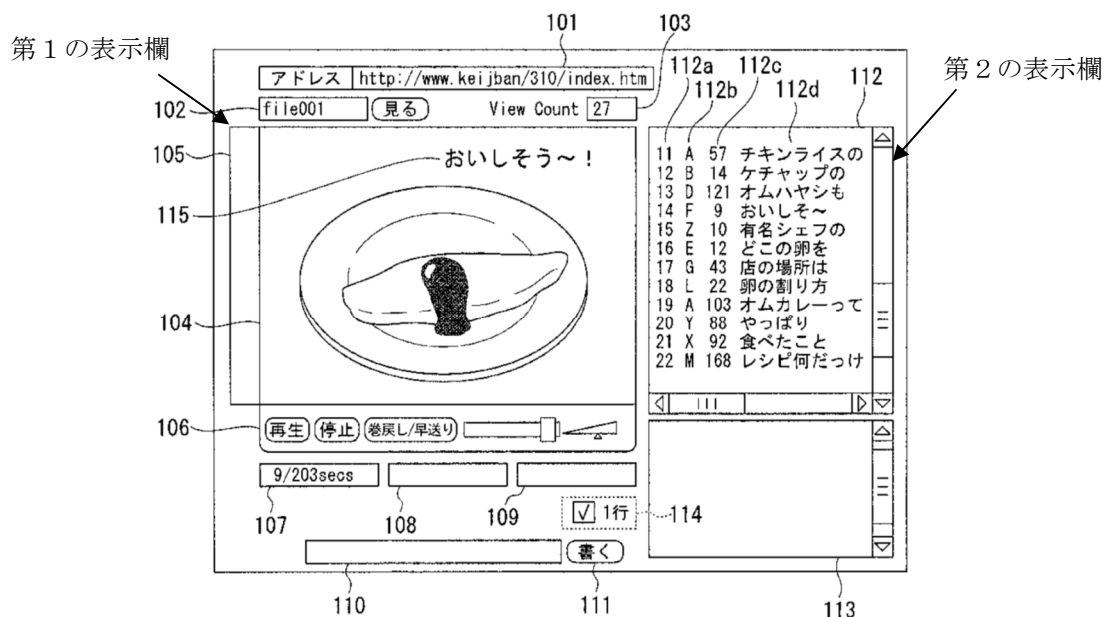 101
103
第1の表示欄
第2の表示欄
アドレス http://www.keijban/310/index.htm
112a
112c
112
112b
112d
102
file001 見る View Count 27
105
おいしそう~!
115
11 A 57 チキンライスの
12 B 14 ケチャップの
13 D 121 オムハヤシも
14 F 9 おいしそ~
15 Z 10 有名シェフの
16 E 12 どこの卵を
17 G 43 店の場所は
18 L 22 卵の割り方
19 A 103 オムカレーって
20 Y 88 やっぱり
21 X 92 食べたこと
22 M 168 レシピ何だっけ
104
106
再生 停止 巻戻し/早送り
9/203secs
107
108
109
1行
114
書く
110
111
113